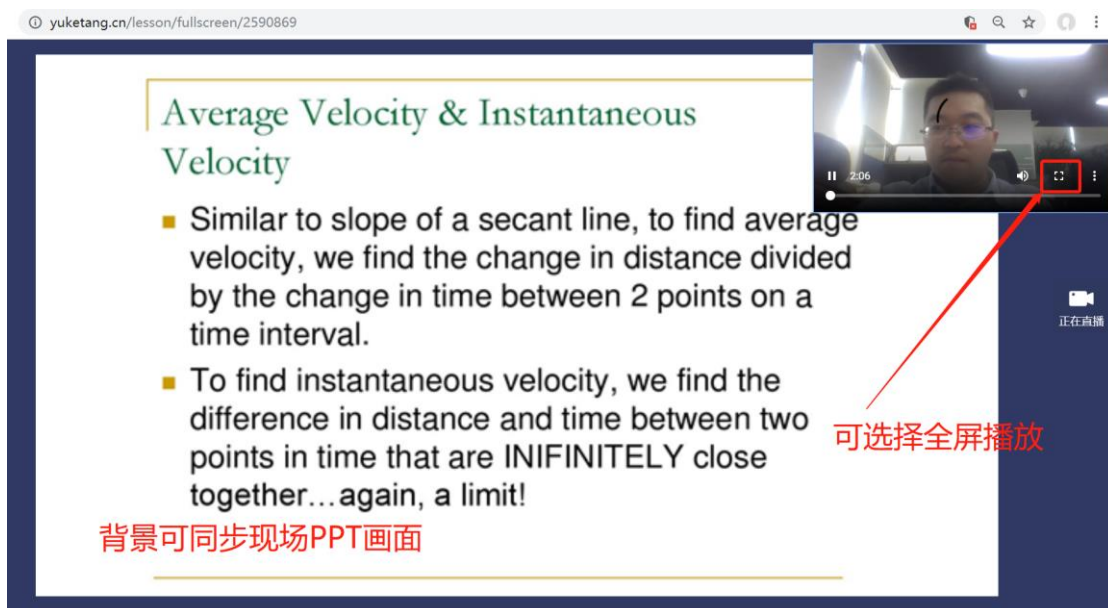 yuketang.cn/lesson/fullscreen/2590869
Average Velocity & Instantaneous
Velocity
2:06
Similar to slope of a secant line, to find average
velocity, we find the change in distance divided
by the change in time between 2 points on a
time interval.
正在直播
To find instantaneous velocity, we find the
difference in distance and time between two
points in time that are INIFINITELY close
together…again, a limit!
可选择全屏播放
背景可同步现场PPT画面